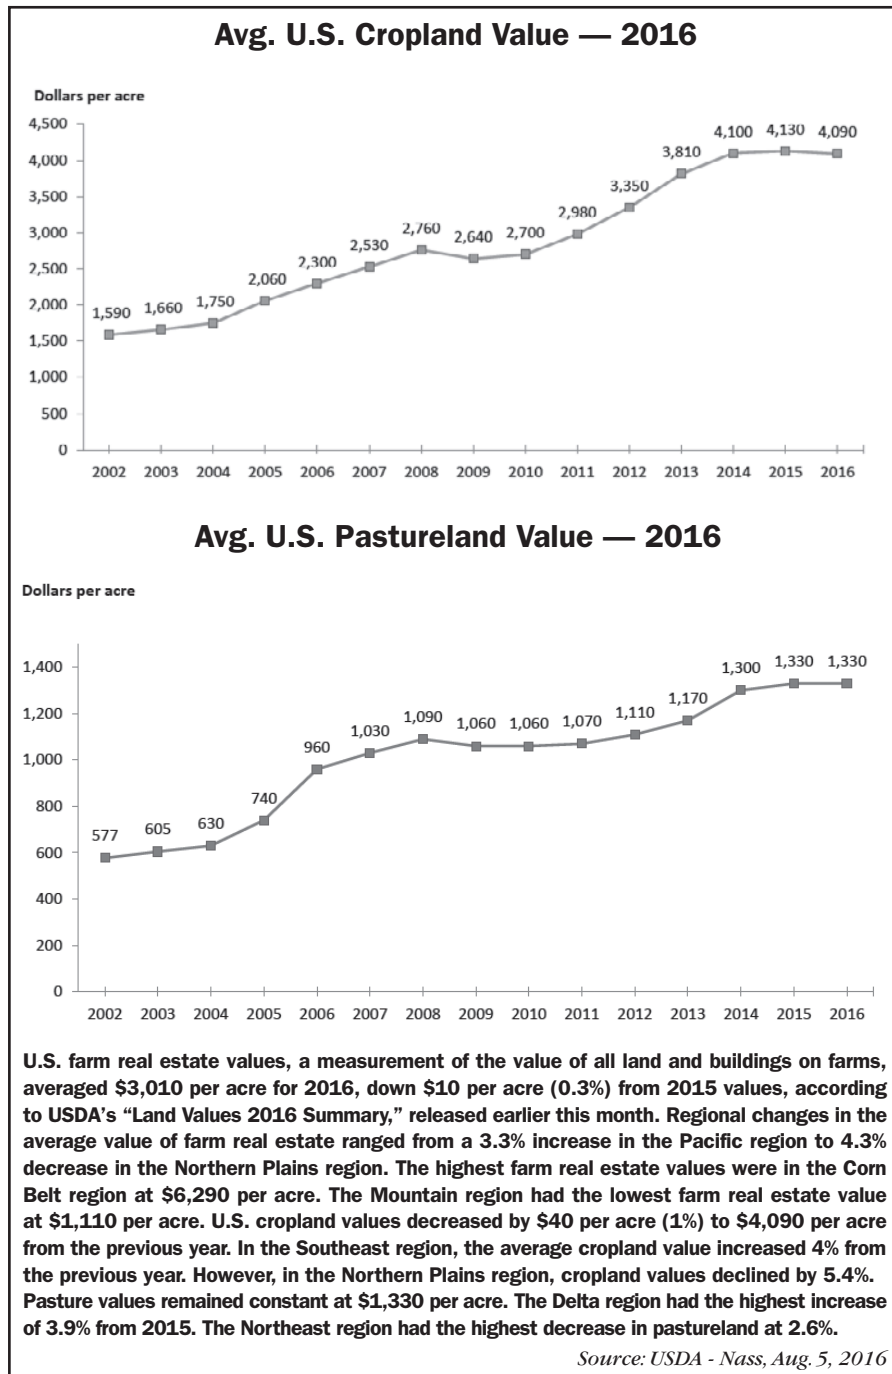 Avg. U.S. Cropland Value — 2016
Dollars per acre
4,500
4,000
3,500
3,000
2,500
2,000
1,500
1,000
500
0
1,590 1,660 1,750 2,060 2,300 2,530 2,760 2,640 2,700 2,980 3,350 3,810 4,100 4,130 4,090
2002 2003 2004 2005 2006 2007 2008 2009 2010 2011 2012 2013 2014 2015 2016
Avg. U.S. Pastureland Value — 2016
Dollars per acre
1,400
1,200
1,000
800
600
400
200
0
577 605 630 740 960 1,030 1,090 1,060 1,060 1,070 1,110 1,170 1,300 1,330 1,330
2002 2003 2004 2005 2006 2007 2008 2009 2010 2011 2012 2013 2014 2015 2016
U.S. farm real estate values, a measurement of the value of all land and buildings on farms,
averaged $3,010 per acre for 2016, down $10 per acre (0.3%) from 2015 values, according
to USDA's “Land Values 2016 Summary,” released earlier this month. Regional changes in the
average value of farm real estate ranged from a 3.3% increase in the Pacific region to 4.3%
decrease in the Northern Plains region. The highest farm real estate values were in the Corn
Belt region at $6,290 per acre. The Mountain region had the lowest farm real estate value
at $1,110 per acre. U.S. cropland values decreased by $40 per acre (1%) to $4,090 per acre
from the previous year. In the Southeast region, the average cropland value increased 4% from
the previous year. However, in the Northern Plains region, cropland values declined by 5.4%.
Pasture values remained constant at $1,330 per acre. The Delta region had the highest increase
of 3.9% from 2015. The Northeast region had the highest decrease in pastureland at 2.6%.
Source: USDA - Nass, Aug. 5, 2016